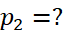 p₂ =?